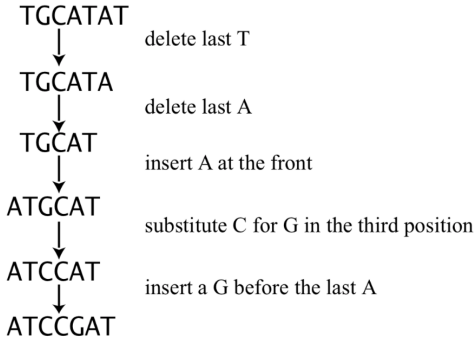 TGCATAT
delete last T
TGCATA
delete last A
TGCAT
insert A at the front
ATGCAT
substitute C for G in the third position
ATCCAT
insert a G before the last A
ATCCGAT